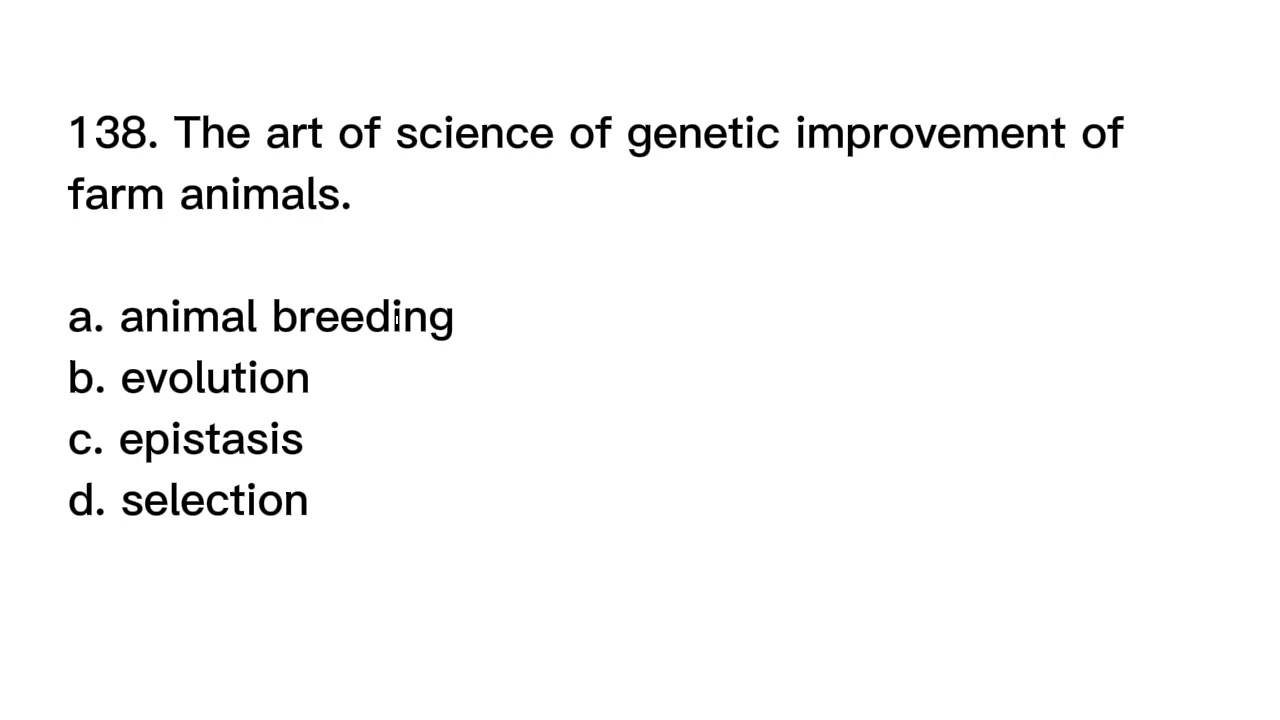 138. The art of science of genetic improvement of
farm animals.
a. animal breeding
b. evolution
c. epistasis
d. selection